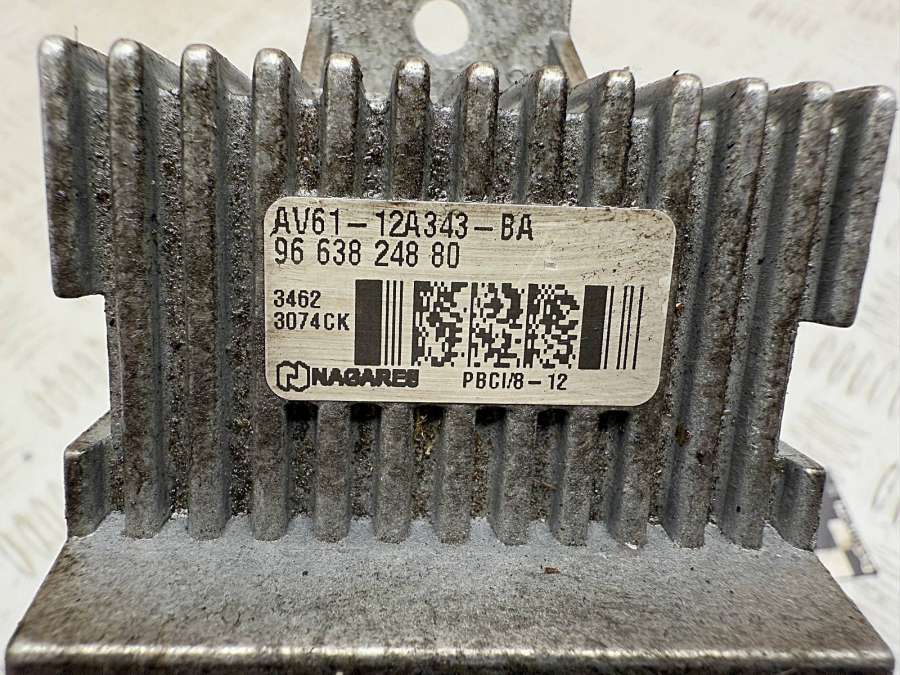 AV61-12A343-BA
96 638 248 80
3462
3074CK
NAGARES PBCI/8-12